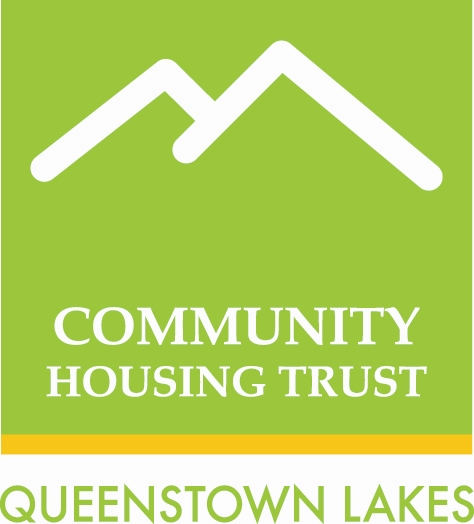 COMMUNITY
HOUSING TRUST
QUEENSTOWN LAKES